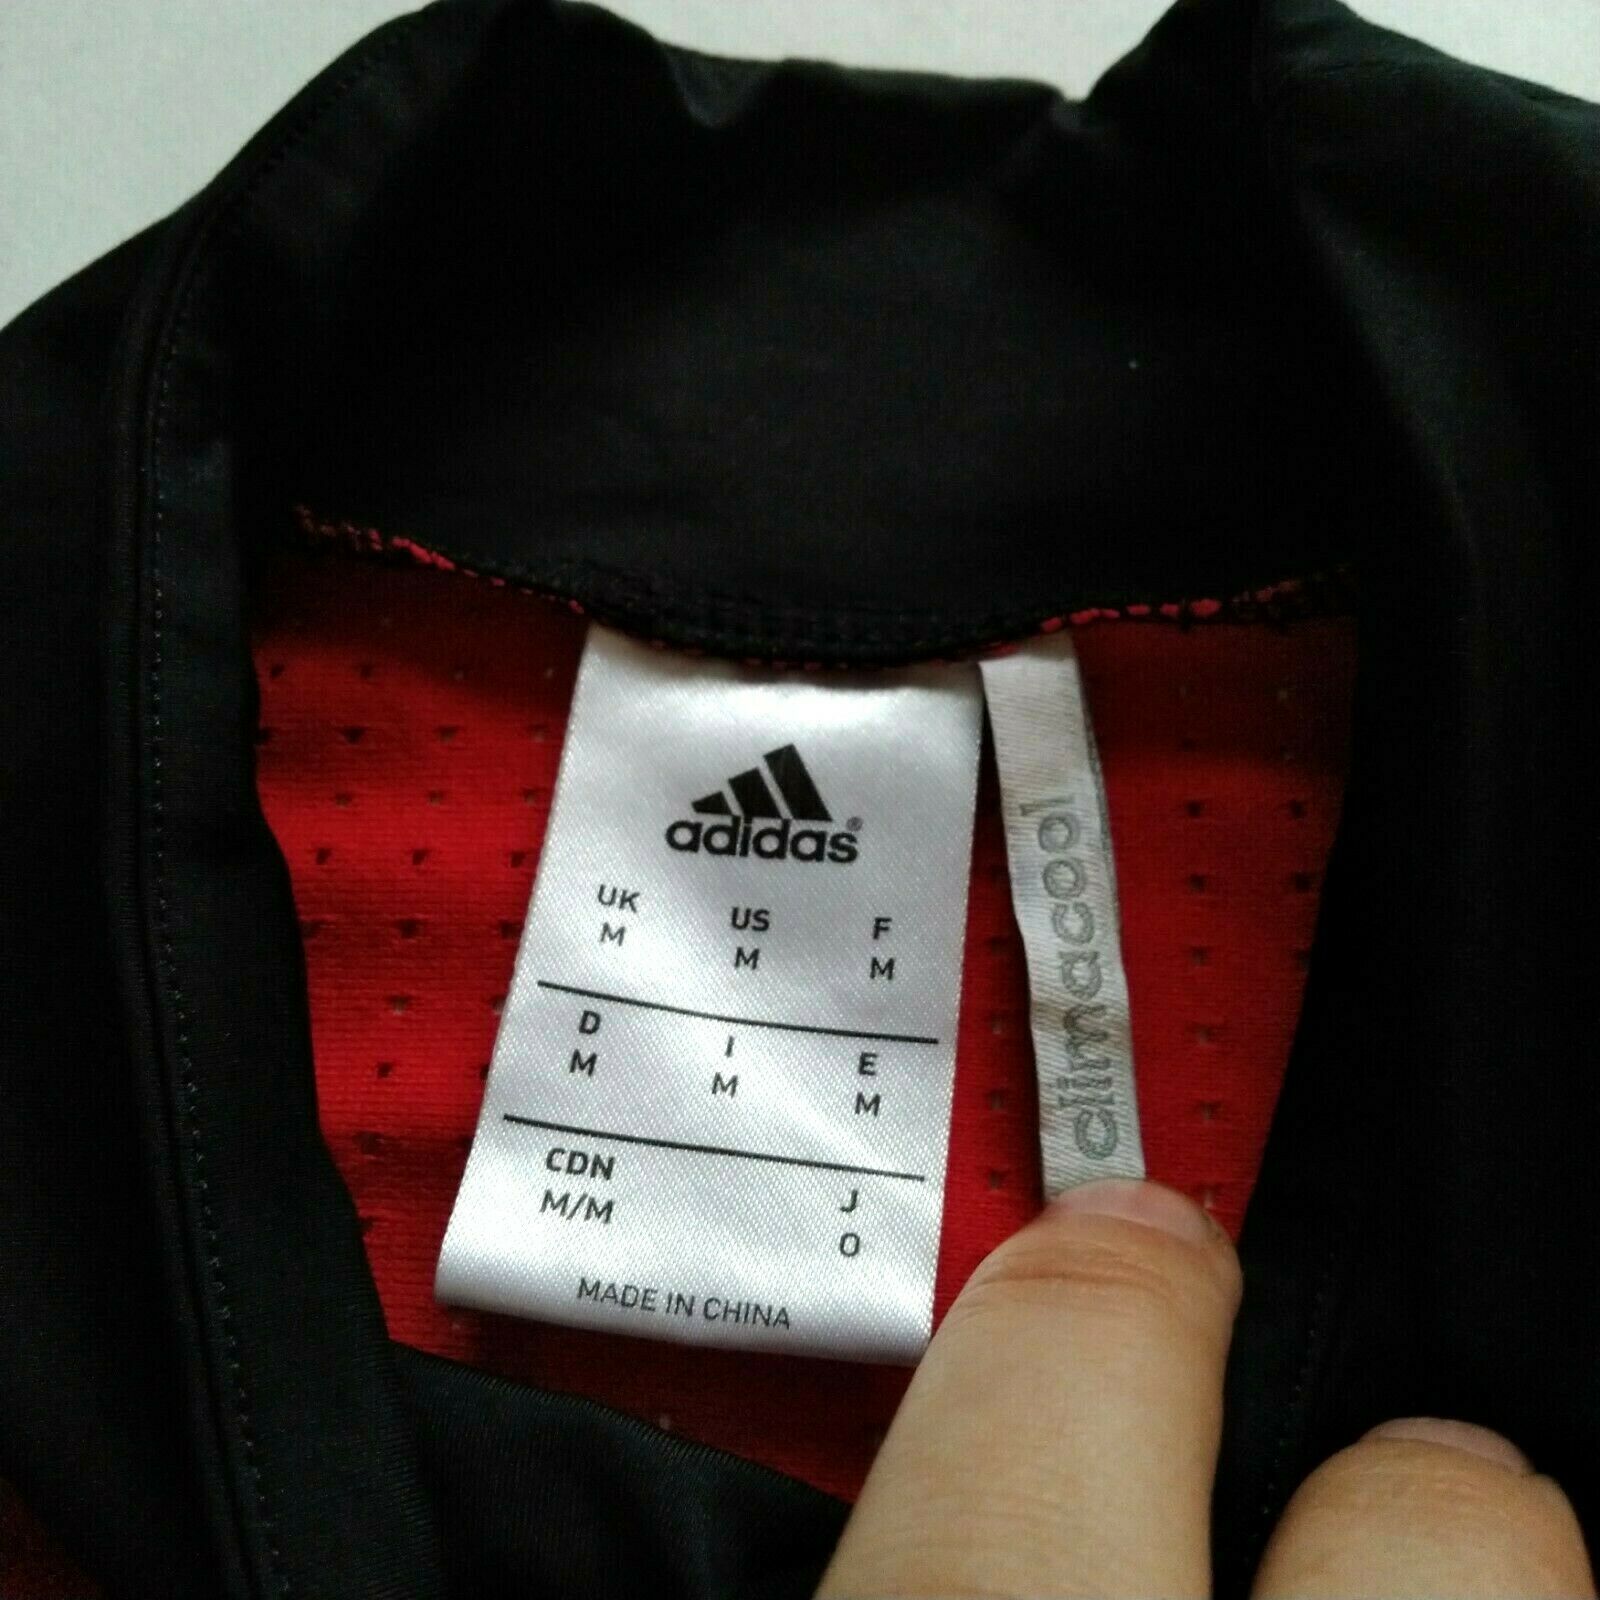 adidas®
UK US F
M M M
D I E
M M M
CDN J
M/M O
MADE IN CHINA
climacool